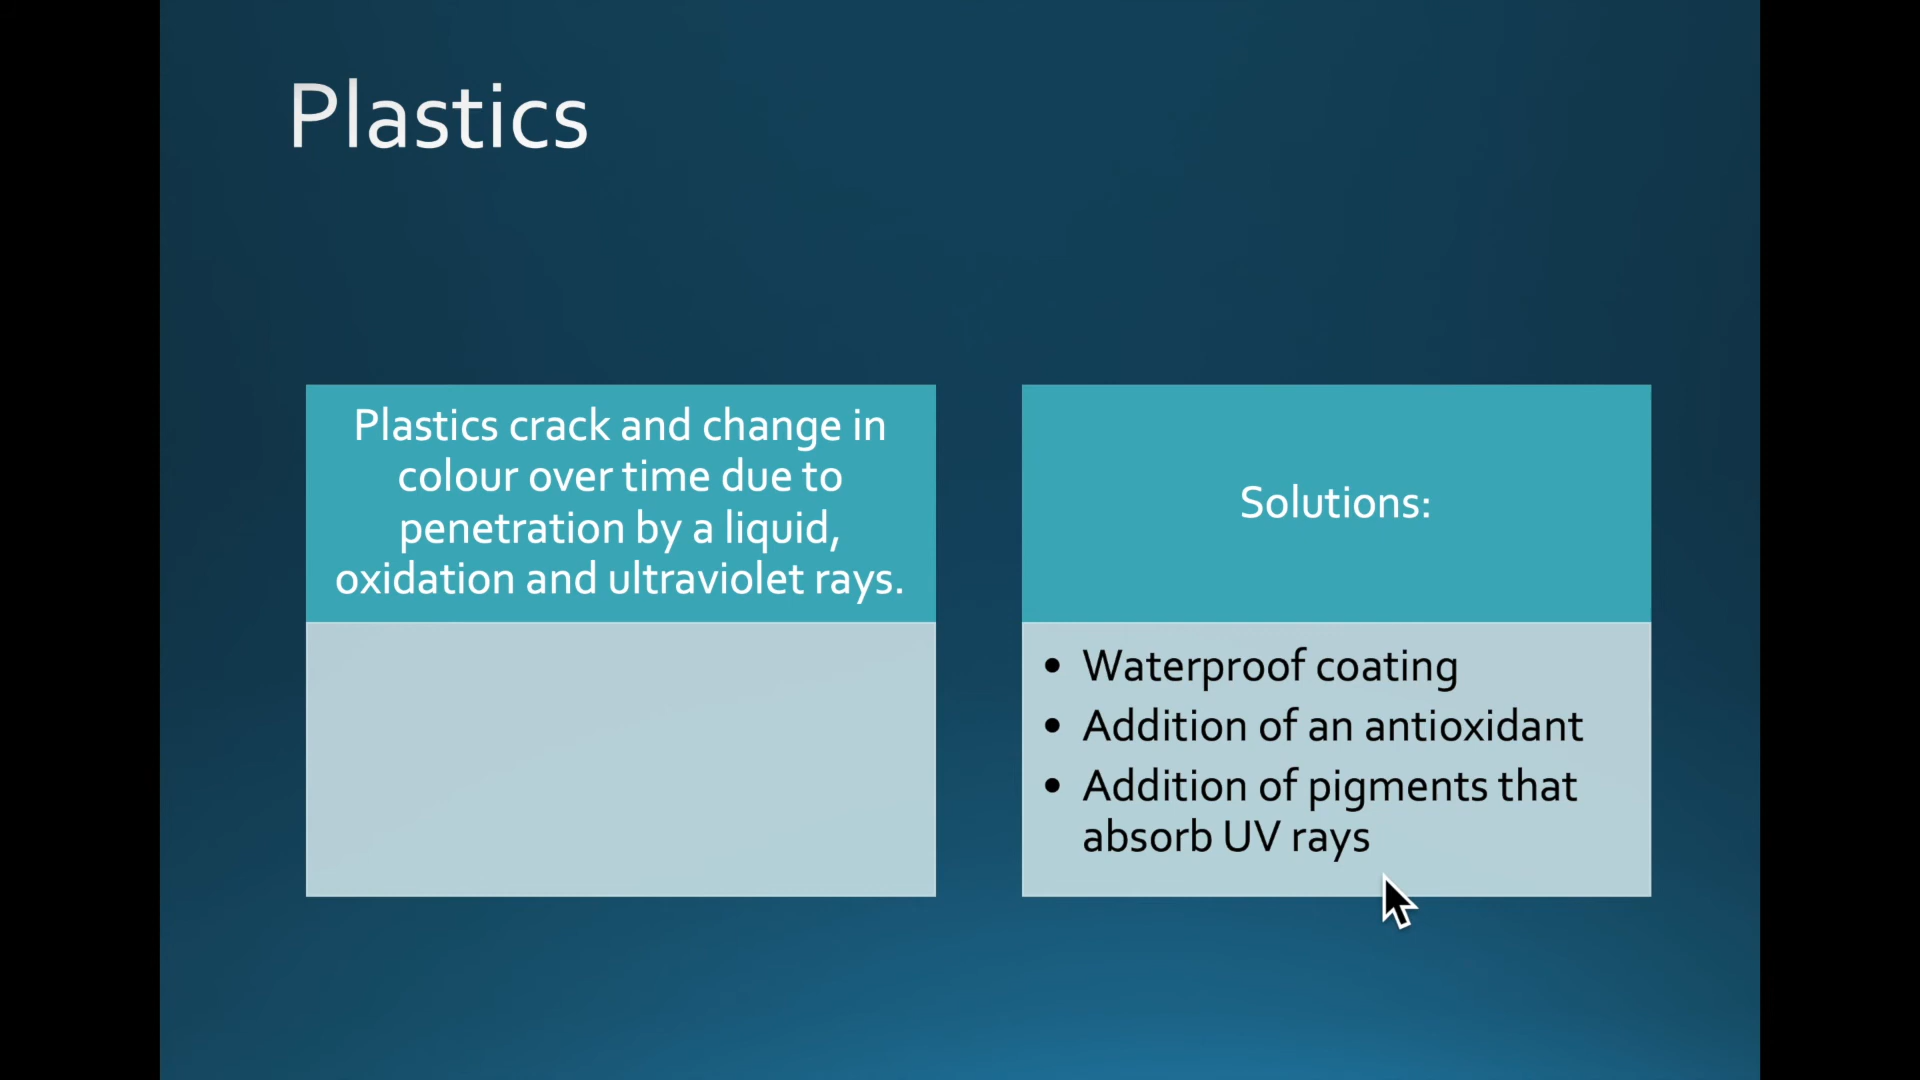 Plastics
Plastics crack and change in
colour over time due to
penetration by a liquid,
oxidation and ultraviolet rays.
Solutions:
• Waterproof coating
• Addition of an antioxidant
• Addition of pigments that
absorb UV rays